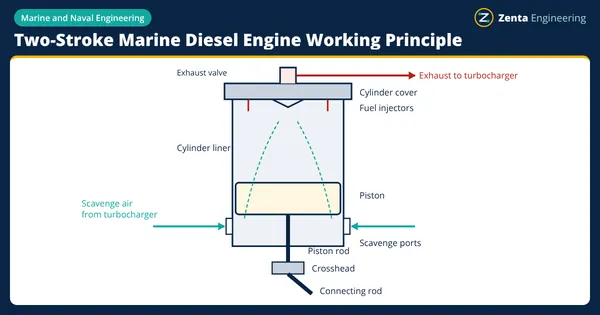 Marine and Naval Engineering
Zenta Engineering
Two-Stroke Marine Diesel Engine Working Principle
Exhaust valve
Exhaust to turbocharger
Cylinder cover
Fuel injectors
Cylinder liner
Piston
Scavenge air
from turbocharger
Scavenge ports
Piston rod
Crosshead
Connecting rod